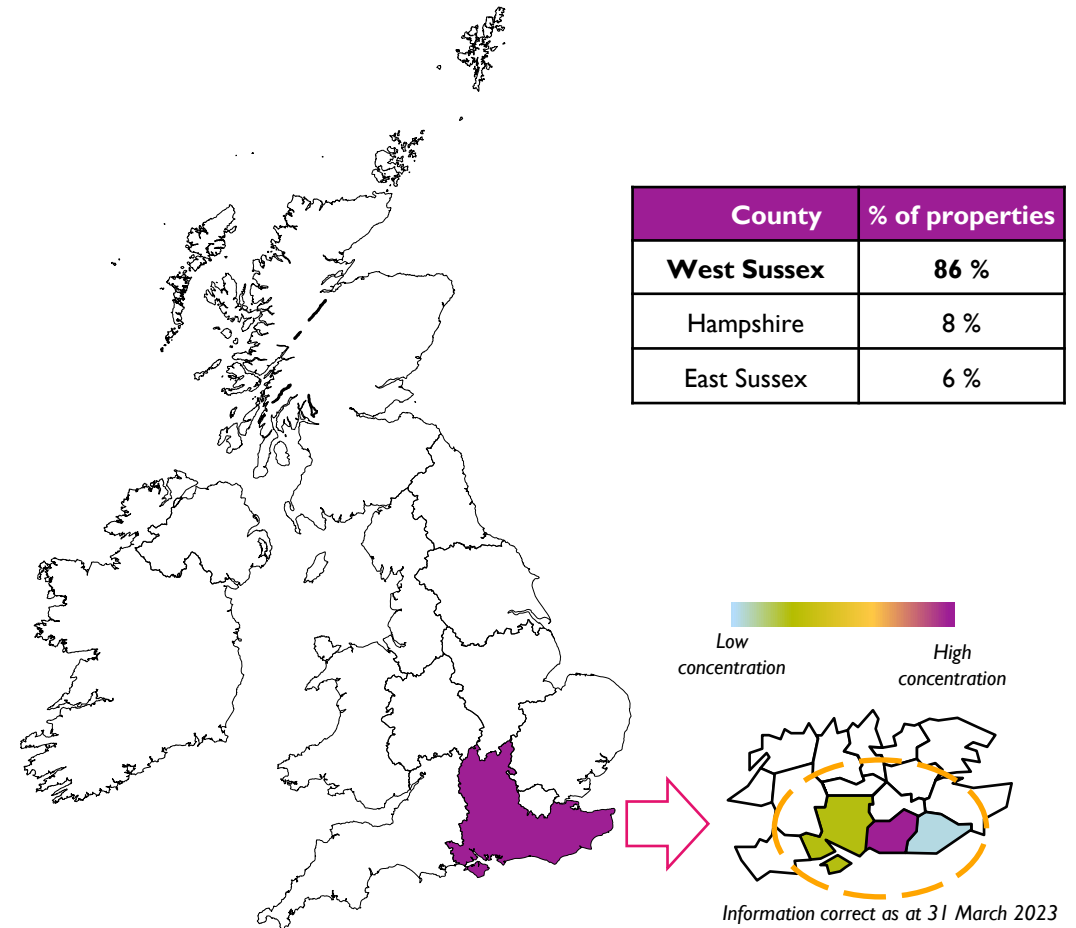 County % of properties
West Sussex 86 %
Hampshire 8 %
East Sussex 6 %
Low
concentration
High
concentration
Information correct as at 31 March 2023